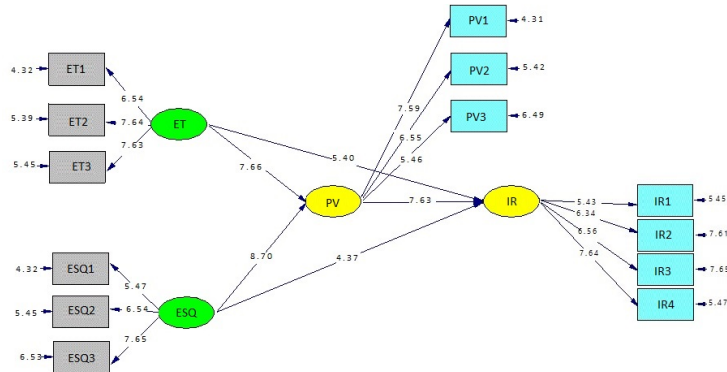 PV1
4.31
4.32
ET1
PV2
5.42
6.54
7.59
5.39
ET2
7.64
ET
PV3
6.49
6.55
7.63
5.46
5.45
ET3
5.40
7.66
PV
7.63
IR
5.43
IR1
5.45
6.34
IR2
7.61
6.56
7.64
IR3
7.65
8.70
4.37
4.32
ESQ1
5.47
IR4
5.47
5.45
ESQ2
6.54
ESQ
7.65
6.53
ESQ3